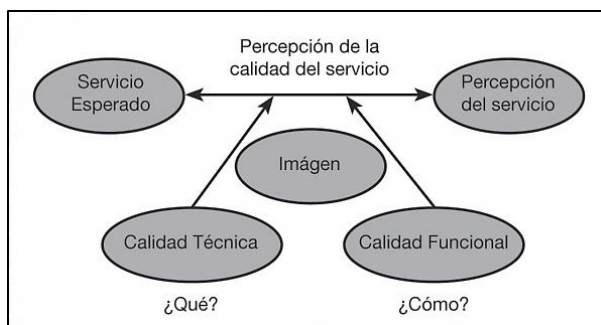 Percepción de la
calidad del servicio
Servicio
Esperado
Percepción
del servicio
Imágen
Calidad Técnica
Calidad Funcional
¿Qué?
¿Cómo?